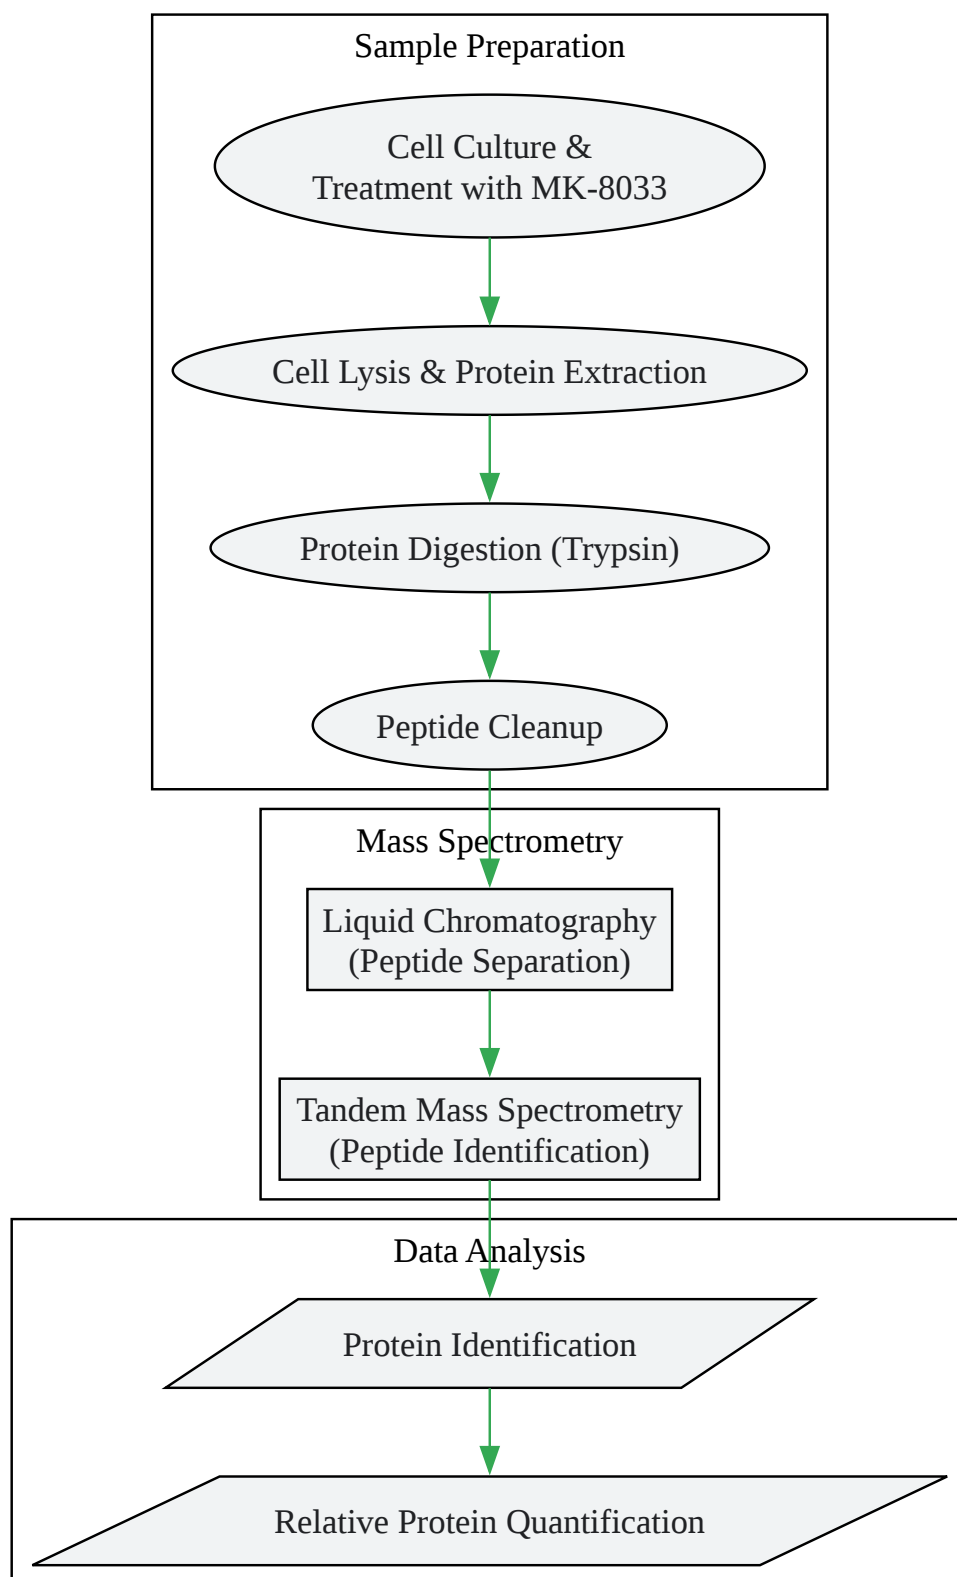 Sample Preparation
Cell Culture &
Treatment with MK-8033
Cell Lysis & Protein Extraction
Protein Digestion (Trypsin)
Peptide Cleanup
Mass Spectrometry
Liquid Chromatography
(Peptide Separation)
Tandem Mass Spectrometry
(Peptide Identification)
Data Analysis
Protein Identification
Relative Protein Quantification